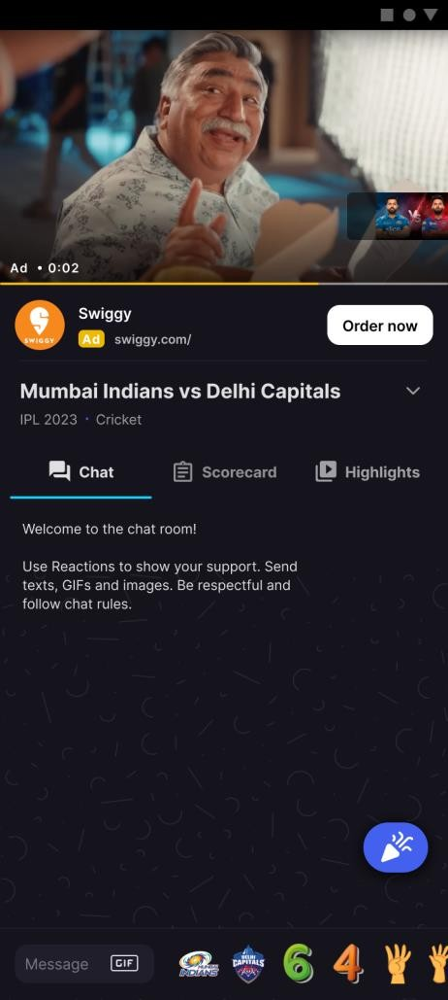 Ad • 0:02
VS
SWIGGY
Swiggy
Ad swiggy.com/
Order now
Mumbai Indians vs Delhi Capitals
IPL 2023 • Cricket
Chat
Scorecard
Highlights
Welcome to the chat room!
Use Reactions to show your support. Send
texts, GIFs and images. Be respectful and
follow chat rules.
Message
GIF
MUMBAI
INDIANS
DELHI
CAPITALS
6
4